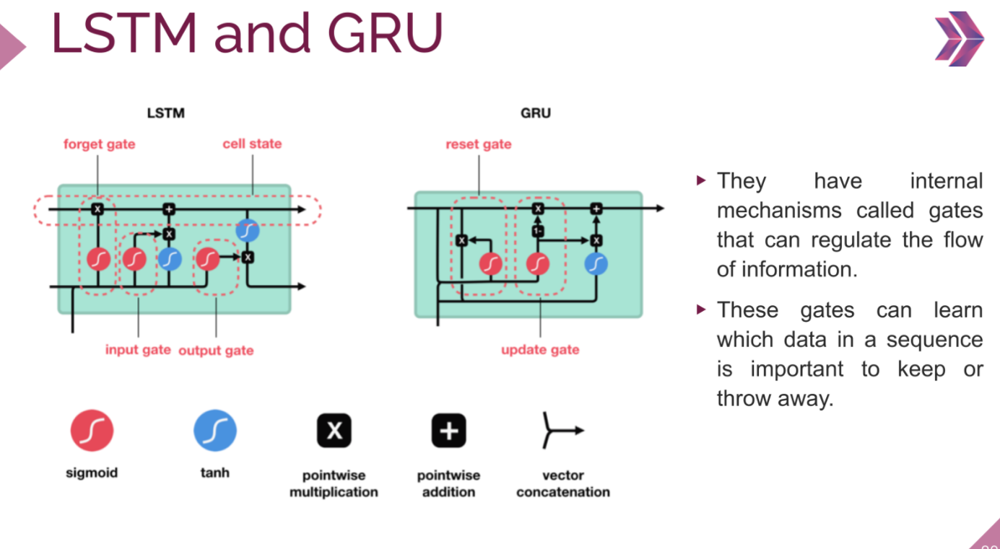 LSTM and GRU
LSTM
forget gate
cell state
X
+
X
X
input gate
output gate
GRU
reset gate
X
+
X
1-
X
update gate
X
+
sigmoid
tanh
pointwise
multiplication
pointwise
addition
vector
concatenation
They have internal
mechanisms called gates
that can regulate the flow
of information.
These gates can learn
which data in a sequence
is important to keep or
throw away.